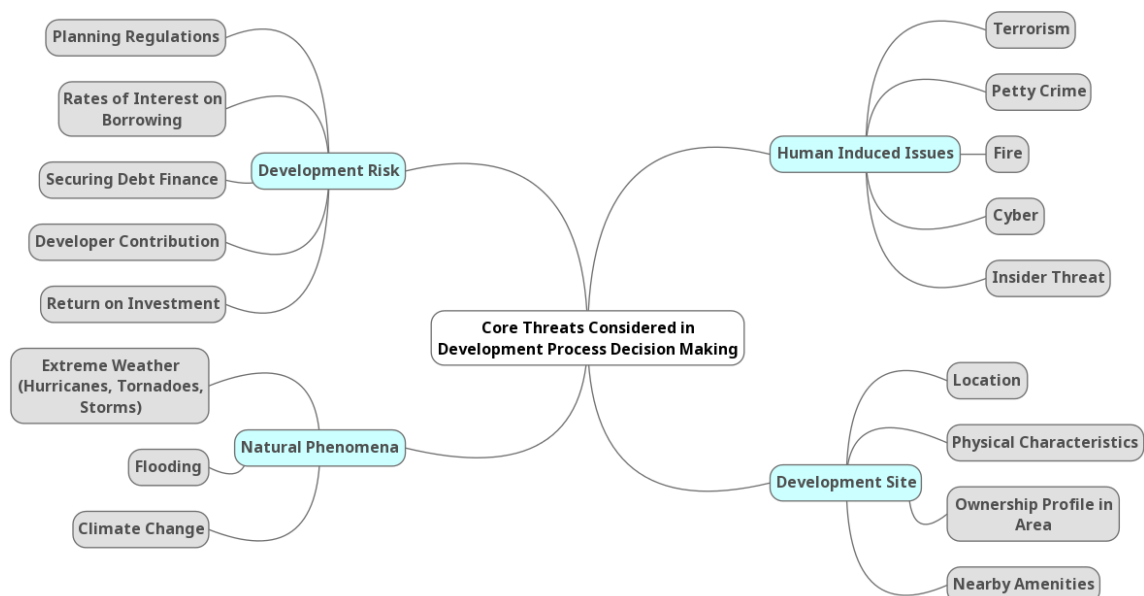 Planning Regulations
Rates of Interest on
Borrowing
Securing Debt Finance
Developer Contribution
Return on Investment
Development Risk
Extreme Weather
(Hurricanes, Tornadoes,
Storms)
Flooding
Climate Change
Natural Phenomena
Core Threats Considered in
Development Process Decision Making
Human Induced Issues
Terrorism
Petty Crime
Fire
Cyber
Insider Threat
Development Site
Location
Physical Characteristics
Ownership Profile in
Area
Nearby Amenities